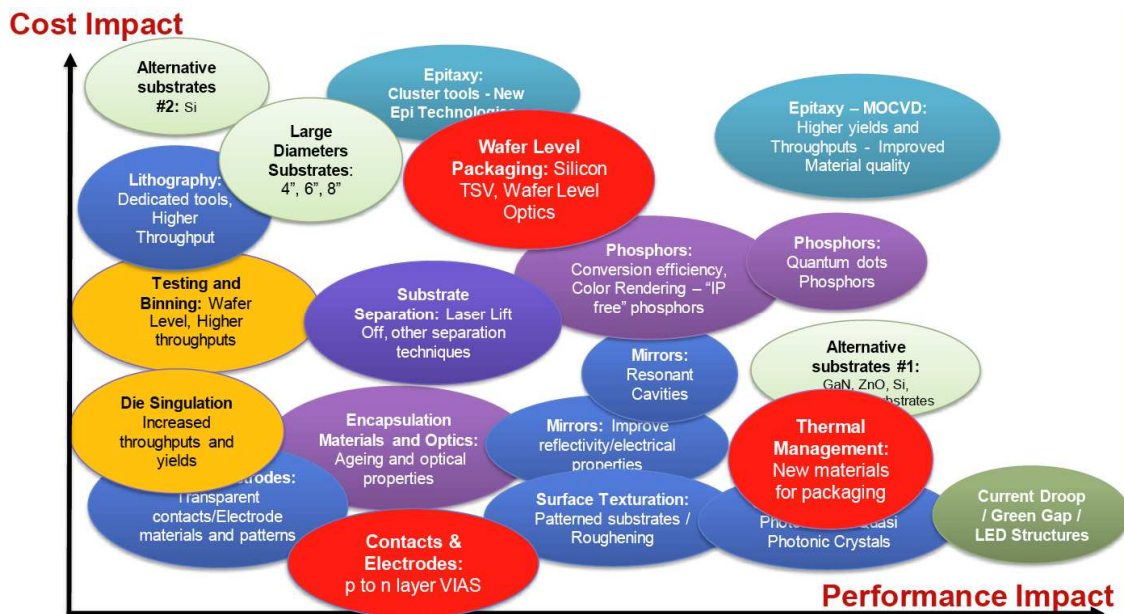 Cost Impact
Alternative
substrates
#2: Si
Epitaxy:
Cluster tools - New
Epi Technologies
Epitaxy – MOCVD:
Higher yields and
Throughputs - Improved
Material quality
Large
Diameters
Substrates:
4”, 6”, 8”
Wafer Level
Packaging: Silicon
TSV, Wafer Level
Optics
Lithography:
Dedicated tools,
Higher
Throughput
Phosphors:
Conversion efficiency,
Color Rendering – “IP
free” phosphors
Phosphors:
Quantum dots
Phosphors
Testing and
Binning: Wafer
Level, Higher
throughputs
Substrate
Separation: Laser Lift
Off, other separation
techniques
Mirrors:
Resonant
Cavities
Alternative
substrates #1:
GaN, ZnO, Si,
Die Singulation
Increased
throughputs and
yields
Encapsulation
Materials and Optics:
Ageing and optical
properties
Mirrors: Improve
reflectivity/electrical
properties
Thermal
Management:
New materials
for packaging
Transparent
contacts/Electrode
materials and patterns
Surface Texturation:
Patterned substrates /
Roughening
Photonic Crystals
Current Droop
/ Green Gap /
LED Structures
Contacts &
Electrodes:
p to n layer VIAS
Performance Impact